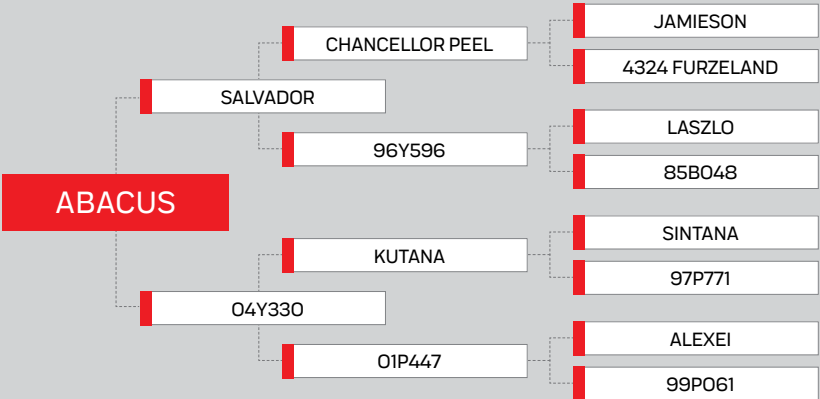 JAMIESON
CHANCELLOR PEEL
4324 FURZELAND
SALVADOR
LASZLO
96Y596
85B048
ABACUS
SINTANA
KUTANA
97P771
04Y330
ALEXEI
01P447
99P061